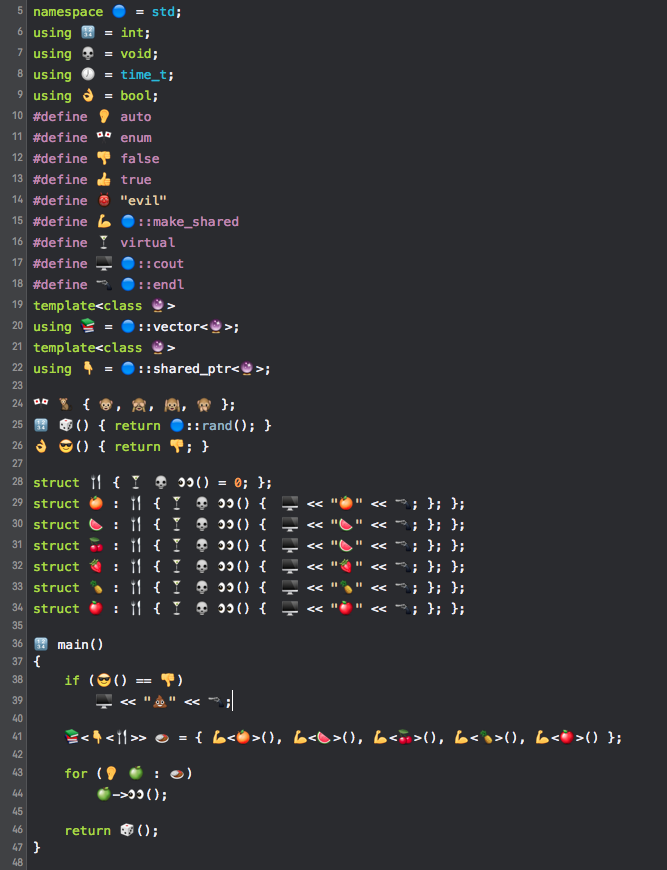 5 namespace 🔵 = std;
6 using 🔢 = int;
7 using 💀 = void;
8 using 🕐 = time_t;
9 using 👌 = bool;
10 #define 👂 auto
11 #define 🎌 enum
12 #define 👎 false
13 #define 👍 true
14 #define 👹 "evil"
15 #define 💪 🔵::make_shared
16 #define 🍸 virtual
17 #define 🖥 🔵::cout
18 #define 🔫 🔵::endl
19 template<class 🔮>
20 using 📚 = 🔵::vector<🔮>;
21 template<class 🔮>
22 using 👇 = 🔵::shared_ptr<🔮>;
23
24 🎌 🐒 { 🐵, 🙈, 🙉, 🙊 };
25 🔢 🎲() { return 🔵::rand(); }
26 👌 😎() { return 👎; }
27
28 struct 🍴 { 🍸 💀 👀() = 0; };
29 struct 🍊 : 🍴 { 🍸 💀 👀() { 🖥 << "🍊" << 🔫; }; };
30 struct 🍉 : 🍴 { 🍸 💀 👀() { 🖥 << "🍉" << 🔫; }; };
31 struct 🍒 : 🍴 { 🍸 💀 👀() { 🖥 << "🍉" << 🔫; }; };
32 struct 🍓 : 🍴 { 🍸 💀 👀() { 🖥 << "🍓" << 🔫; }; };
33 struct 🍍 : 🍴 { 🍸 💀 👀() { 🖥 << "🍍" << 🔫; }; };
34 struct 🍎 : 🍴 { 🍸 💀 👀() { 🖥 << "🍎" << 🔫; }; };
35
36 🔢 main()
37 {
38 if (😎() == 👎)
39 🖥 << "💩" << 🔫;
40
41 📚<👇<🍴>> 🍛 = { 💪<🍊>(), 💪<🍉>(), 💪<🍒>(), 💪<🍍>(), 💪<🍎>() };
42
43 for (👂 🍏 : 🍛)
44 🍏->👀();
45
46 return 🎲();
47 }
48